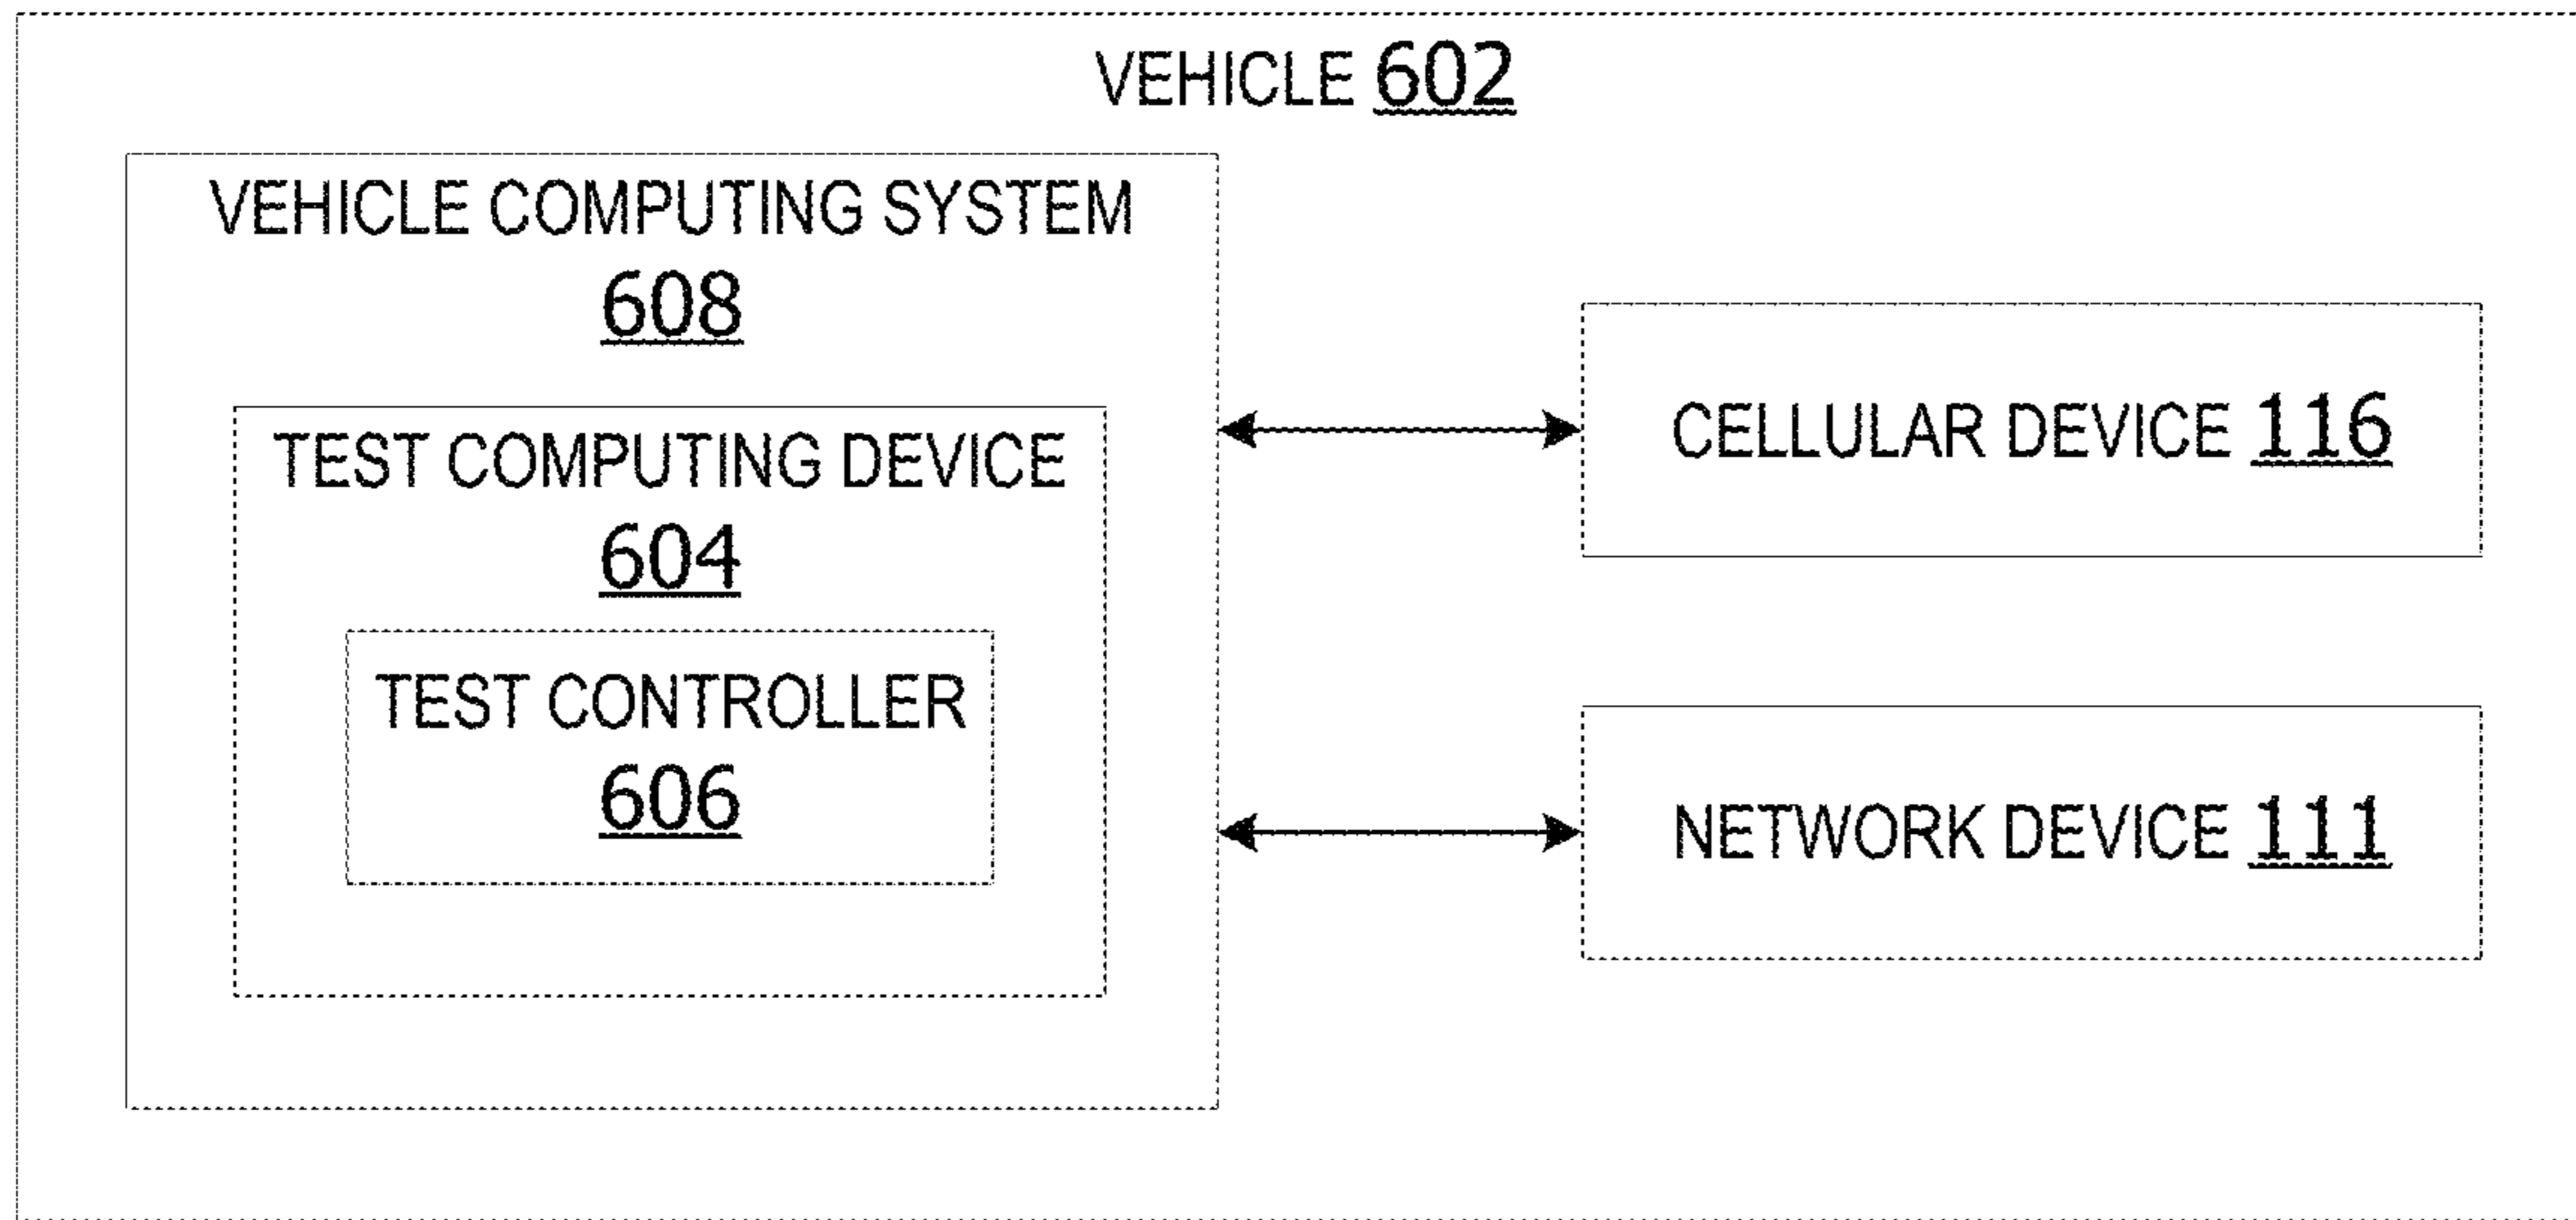 VEHICLE 602
VEHICLE COMPUTING SYSTEM
608
TEST COMPUTING DEVICE
604
TEST CONTROLLER
606
CELLULAR DEVICE 116
NETWORK DEVICE 111